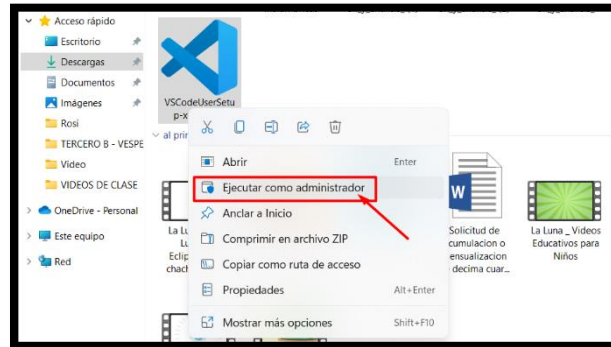 Acceso rápido
Escritorio
Descargas
Documentos
Imágenes
Rosi
TERCERO B - VESPE
Video
VIDEOS DE CLASE
OneDrive - Personal
Este equipo
Red
VSCodeUserSetu
p-x
al prin
Abrir Enter
Ejecutar como administrador
Anclar a Inicio
Comprimir en archivo ZIP
Copiar como ruta de acceso
Propiedades Alt+Enter
Mostrar más opciones Shift+F10
La Lu
Lu
Eclip
chach
W
Solicitud de
cumulacion o
ensualizacion
decima cuar...
La Luna _ Videos
Educativos para
Niños